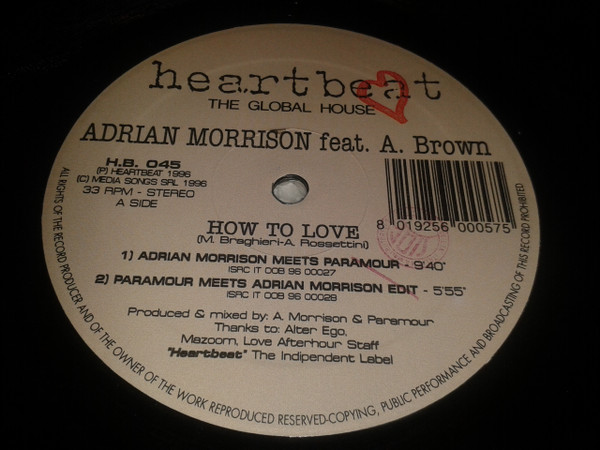 heartbeat
THE GLOBAL HOUSE
ADRIAN MORRISON feat. A. Brown
H.B. 045
(P) HEARTBEAT 1996
(C) MEDIA SONGS SRL 1996
33 RPM - STEREO
A SIDE
8 019256 000575
HOW TO LOVE
(M. Braghieri-A. Rossettini)
1) ADRIAN MORRISON MEETS PARAMOUR - 9'40"
ISRC IT 00B 96 00027
2) PARAMOUR MEETS ADRIAN MORRISON EDIT - 5'55"
ISRC IT 00B 96 00028
Produced & mixed by: A. Morrison & Paramour
Thanks to: Alter Ego,
Mazoom, Love Afterhour Staff
"Heartbeat" The Indipendent Label
ALL RIGHTS OF THE RECORD PRODUCER AND OF THE OWNER OF THE WORK REPRODUCED RESERVED-COPYING, PUBLIC PERFORMANCE AND BROADCASTING OF THIS RECORD PROHIBITED